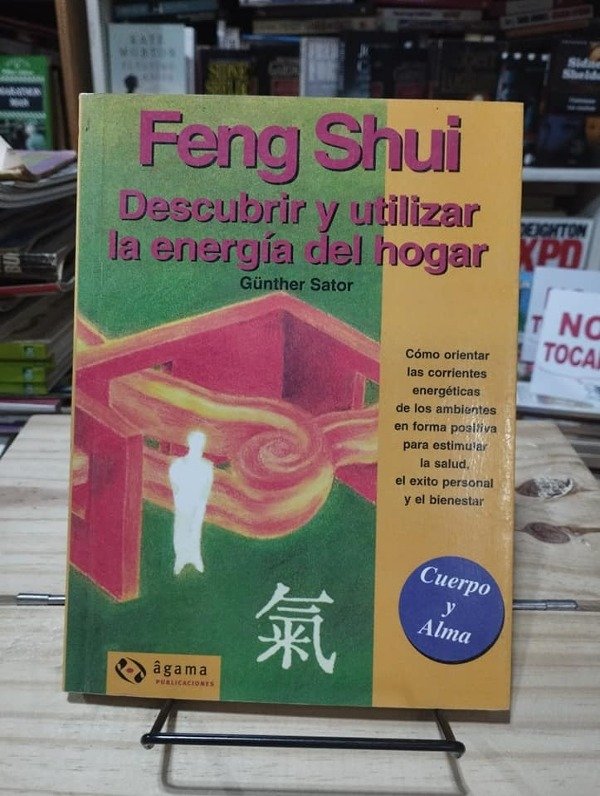 Feng Shui
Descubrir y utilizar
la energía del hogar
Günther Sator
Cómo orientar
las corrientes
energéticas
de los ambientes
en forma positiva
para estimular
la salud,
el exito personal
y el bienestar
Cuerpo
y
Alma
氣
âgama
PUBLICACIONES
NO
TOCA